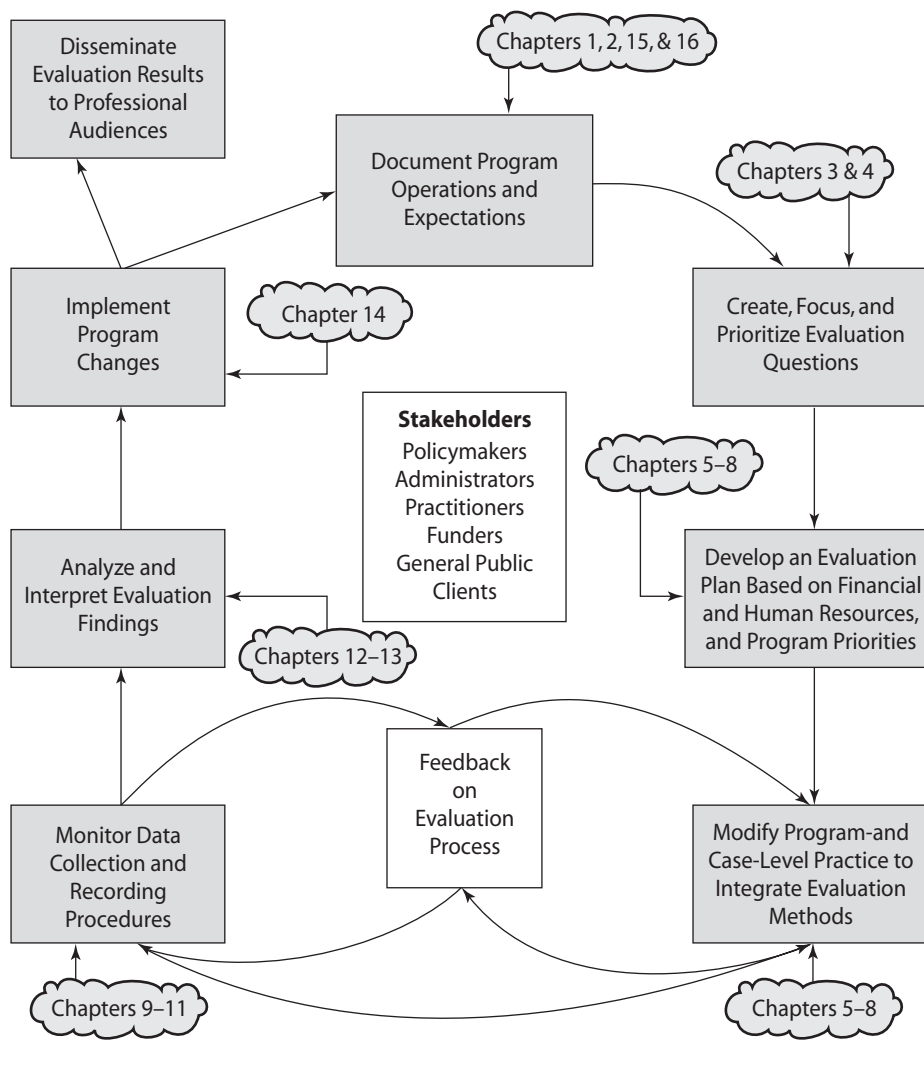 Disseminate
Evaluation Results
to Professional
Audiences
Chapters 1, 2, 15, & 16
Document Program
Operations and
Expectations
Chapters 3 & 4
Implement
Program
Changes
Chapter 14
Create, Focus, and
Prioritize Evaluation
Questions
Stakeholders
Policymakers
Administrators
Practitioners
Funders
General Public
Clients
Chapters 5–8
Analyze and
Interpret Evaluation
Findings
Chapters 12–13
Develop an Evaluation
Plan Based on Financial
and Human Resources,
and Program Priorities
Feedback
on
Evaluation
Process
Monitor Data
Collection and
Recording
Procedures
Modify Program-and
Case-Level Practice to
Integrate Evaluation
Methods
Chapters 9–11
Chapters 5–8